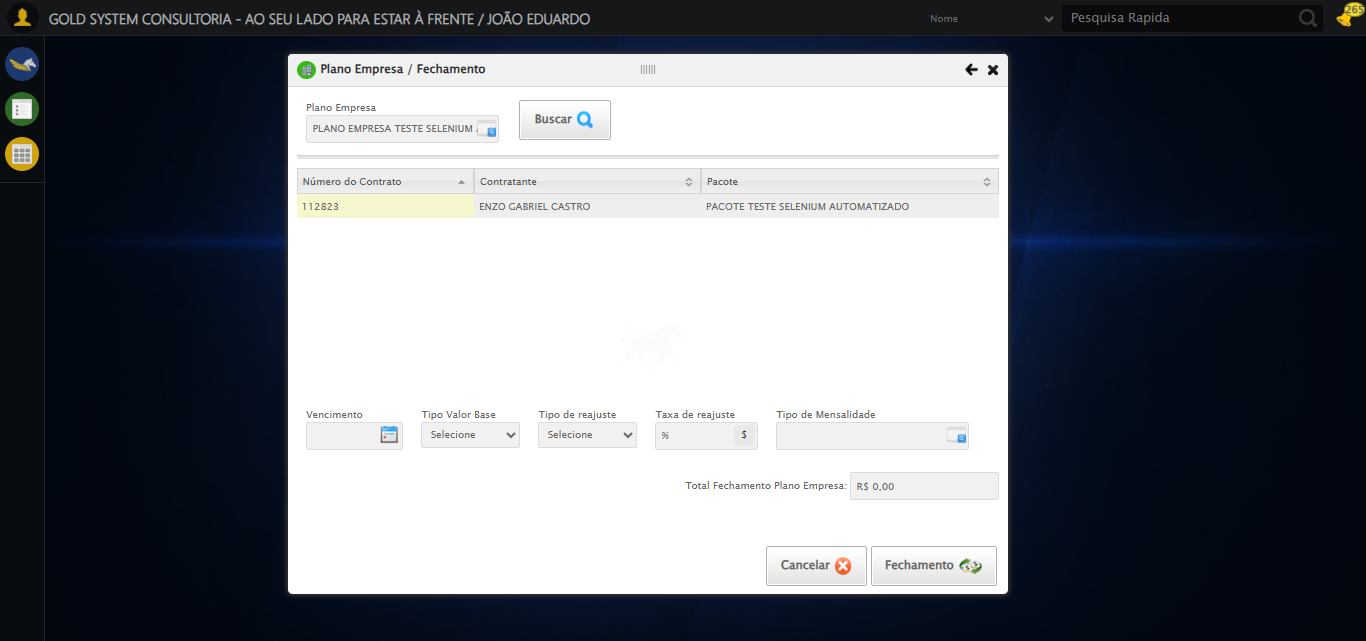 GOLD SYSTEM CONSULTORIA - AO SEU LADO PARA ESTAR À FRENTE / JOÃO EDUARDO
Nome
Pesquisa Rapida
265
Plano Empresa / Fechamento
Plano Empresa
PLANO EMPRESA TESTE SELENIUM
Buscar
Número do Contrato Contratante Pacote
112823 ENZO GABRIEL CASTRO PACOTE TESTE SELENIUM AUTOMATIZADO
Vencimento Tipo Valor Base Tipo de reajuste Taxa de reajuste Tipo de Mensalidade
Selecione Selecione % $
Total Fechamento Plano Empresa: R$ 0,00
Cancelar Fechamento